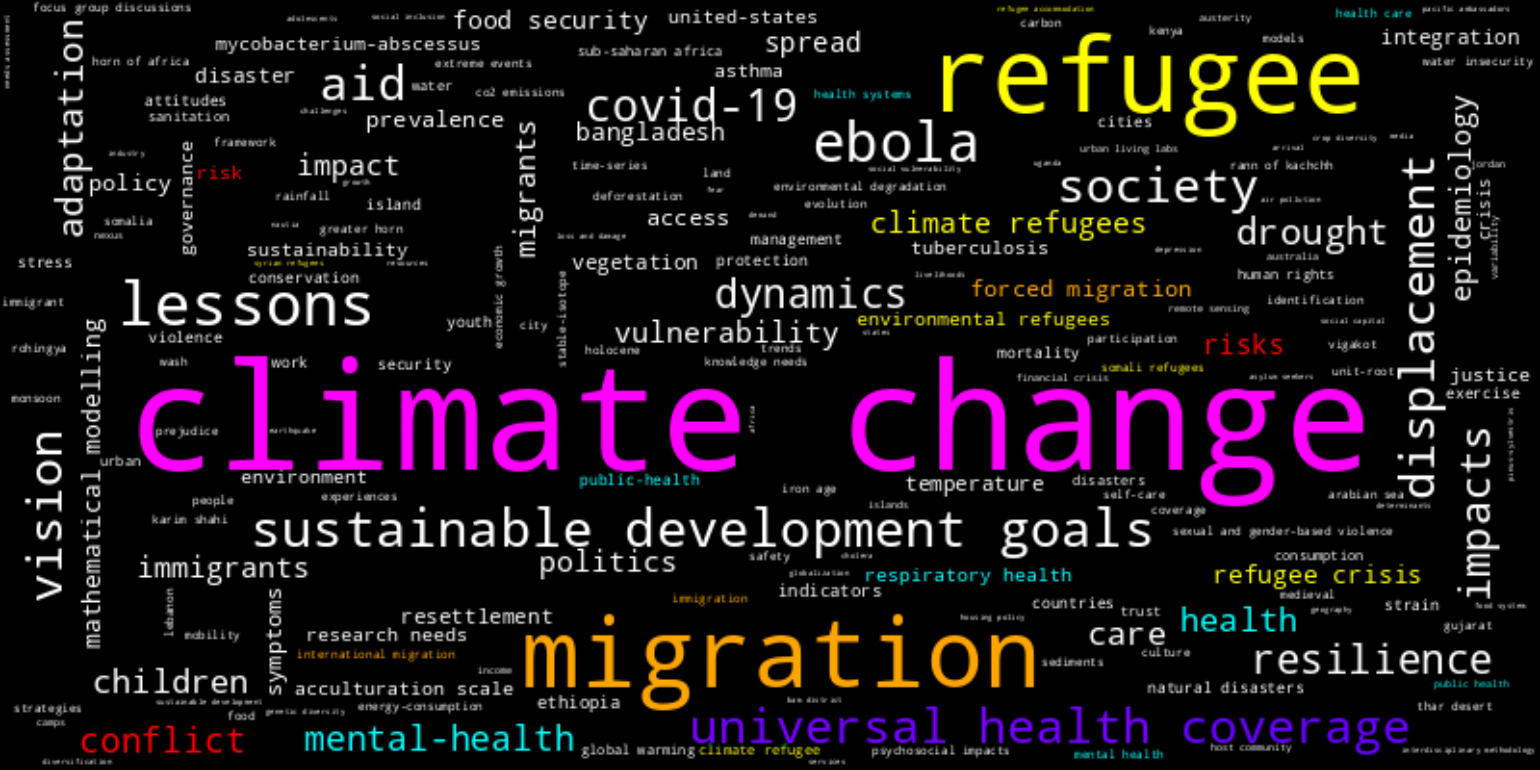 focus group discussions
adolescents
social inclusion
food security
united-states
refugee accomodation
carbon
austerity
health care
pacific ambassadors
needs assessment
adaptation
mycobacterium-abscessus
sub-saharan africa
spread
refugee
kenya
models
integration
horn of africa
disaster
aid
extreme events
water
co2 emissions
asthma
covid-19
health systems
water insecurity
attitudes
sanitation
challenges
prevalence
migrants
bangladesh
ebola
cities
crop diversity
media
epidemiology
industry
governance
framework
impact
time-series
land
social vulnerability
uganda
urban living labs
arrival
rann of kachchh
jordan
policy
risk
growth
rainfall
island
deforestation
fear
environmental degradation
evolution
society
air pollution
displacement
crisis
variability
somalia
nexus
nautia
greater horn
access
demand
climate refugees
drought
stress
sustainability
syrian refugees
resources
conservation
economic growth
loss and damage
vegetation
stable-isotope
management
protection
tuberculosis
depression
australia
human rights
livelihoods
immigrant
lessons
dynamics
forced migration
remote sensing
identification
rohingya
violence
youth
city
vulnerability
environmental refugees
states
social capital
mathematical modelling
wash
work
security
holocene
trends
knowledge needs
mortality
participation
risks
vigakot
financial crisis
somali refugees
asylum seekers
unit-root
justice
exercise
monsoon
climate change
prejudice
earthquake
africa
vision
urban
environment
public-health
temperature
disasters
impacts
people
experiences
iron age
islands
self-care
coverage
arabian sea
determinants
karim shahi
sustainable development goals
sexual and gender-based violence
immigrants
politics
safety
cholera
globalization
respiratory health
consumption
refugee crisis
lebanon
symptoms
immigration
indicators
countries
medieval
geography
strain
food system
mobility
resettlement
research needs
international migration
migration
housing policy
trust
care
culture
health
gujarat
resilience
children
income
sediments
acculturation scale
natural disasters
public health
strategies
camps
sustainable development
food
genetic diversity
energy-consumption
ethiopia
ban district
thar desert
conflict
mental-health
universal health coverage
diversification
global warming
climate refugee
services
psychosocial impacts
mental health
host community
interdisciplinary methodology